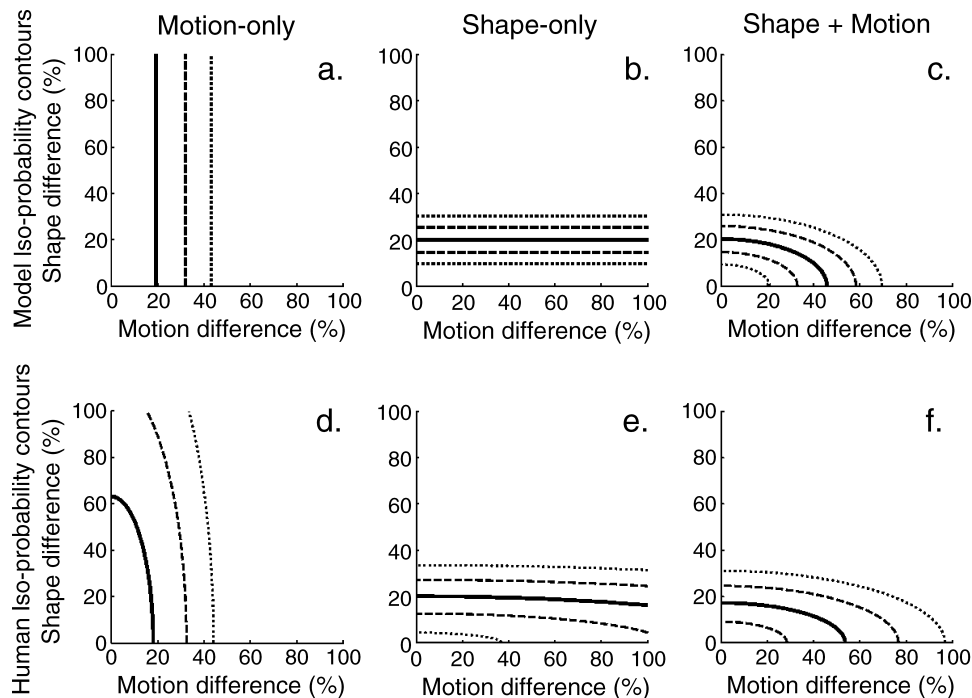 Motion-only
Shape-only
Shape + Motion
Model Iso-probability contours
Shape difference (%)
a.
100
80
60
40
20
0
0 20 40 60 80 100
Motion difference (%)
b.
100
80
60
40
20
0
0 20 40 60 80 100
Motion difference (%)
c.
100
80
60
40
20
0
0 20 40 60 80 100
Motion difference (%)
Human Iso-probability contours
Shape difference (%)
d.
100
80
60
40
20
0
0 20 40 60 80 100
Motion difference (%)
e.
100
80
60
40
20
0
0 20 40 60 80 100
Motion difference (%)
f.
100
80
60
40
20
0
0 20 40 60 80 100
Motion difference (%)